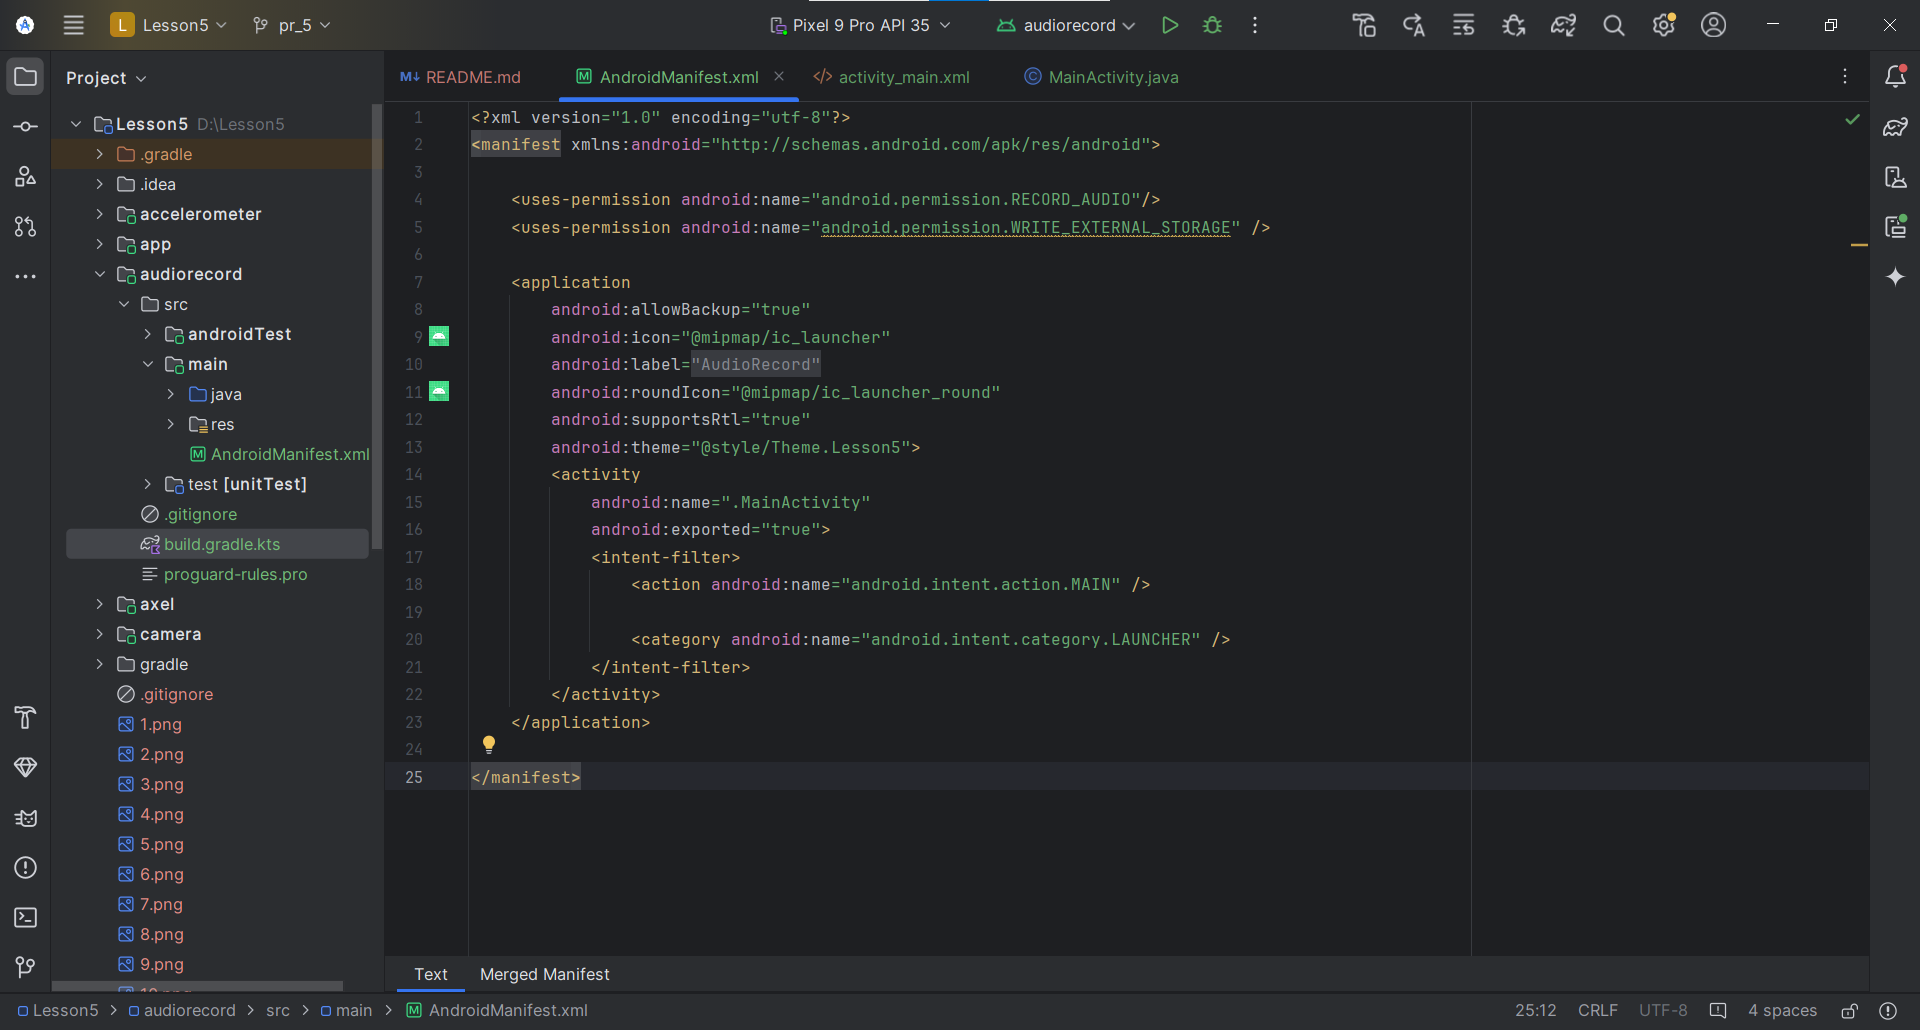 L Lesson5 pr_5 Pixel 9 Pro API 35 audiorecord
Project
README.md AndroidManifest.xml activity_main.xml MainActivity.java
Lesson5 D:\Lesson5
.gradle
.idea
accelerometer
app
audiorecord
src
androidTest
main
java
res
AndroidManifest.xml
test [unitTest]
.gitignore
build.gradle.kts
proguard-rules.pro
axel
camera
gradle
.gitignore
1.png
2.png
3.png
4.png
5.png
6.png
7.png
8.png
9.png
1 <?xml version="1.0" encoding="utf-8"?>
2 <manifest xmlns:android="http://schemas.android.com/apk/res/android">
3
4 <uses-permission android:name="android.permission.RECORD_AUDIO"/>
5 <uses-permission android:name="android.permission.WRITE_EXTERNAL_STORAGE" />
6
7 <application
8 android:allowBackup="true"
9 android:icon="@mipmap/ic_launcher"
10 android:label="AudioRecord"
11 android:roundIcon="@mipmap/ic_launcher_round"
12 android:supportsRtl="true"
13 android:theme="@style/Theme.Lesson5">
14 <activity
15 android:name=".MainActivity"
16 android:exported="true">
17 <intent-filter>
18 <action android:name="android.intent.action.MAIN" />
19
20 <category android:name="android.intent.category.LAUNCHER" />
21 </intent-filter>
22 </activity>
23 </application>
24
25 </manifest>
Text Merged Manifest
Lesson5 > audiorecord > src > main > AndroidManifest.xml
25:12 CRLF UTF-8 4 spaces